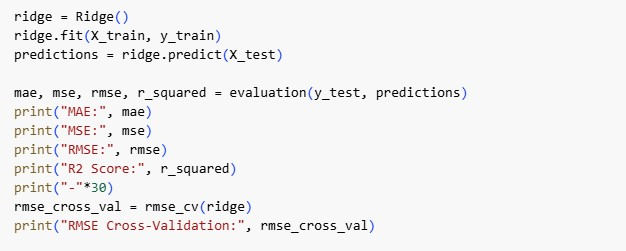 ridge = Ridge()
ridge.fit(X_train, y_train)
predictions = ridge.predict(X_test)

mae, mse, rmse, r_squared = evaluation(y_test, predictions)
print("MAE:", mae)
print("MSE:", mse)
print("RMSE:", rmse)
print("R2 Score:", r_squared)
print("-"*30)
rmse_cross_val = rmse_cv(ridge)
print("RMSE Cross-Validation:", rmse_cross_val)